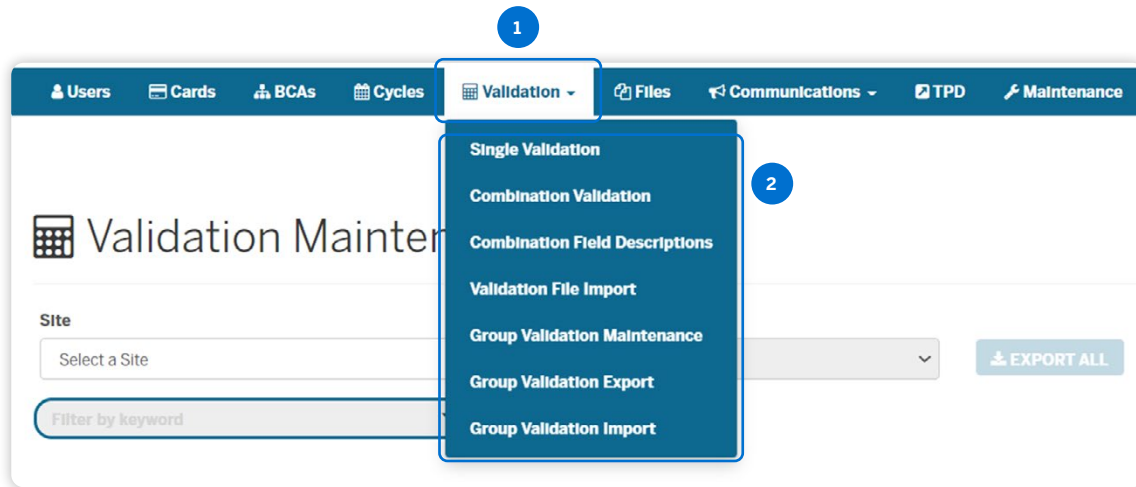 1
Users Cards BCAs Cycles Validation Files Communications TPD Maintenance
Single Validation
2
Combination Validation
Combination Field Descriptions
Validation File Import
Group Validation Maintenance
Group Validation Export
Group Validation Import
Validation Mainten
Site
Select a Site
EXPORT ALL
Filter by keyword